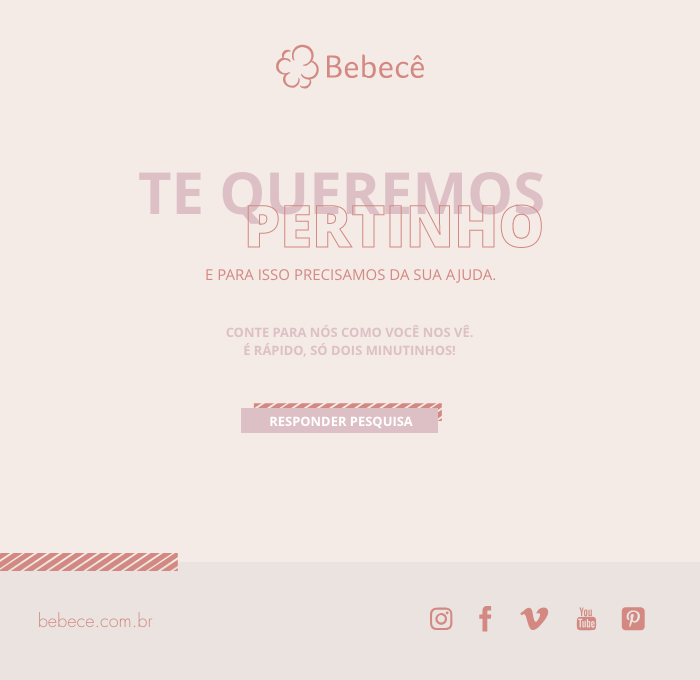 Bebecê
TE QUEREMOS
PERTINHO
E PARA ISSO PRECISAMOS DA SUA AJUDA.
CONTE PARA NÓS COMO VOCÊ NOS VÊ.
É RÁPIDO, SÓ DOIS MINUTINHOS!
RESPONDER PESQUISA
bebece.com.br
You
Tube